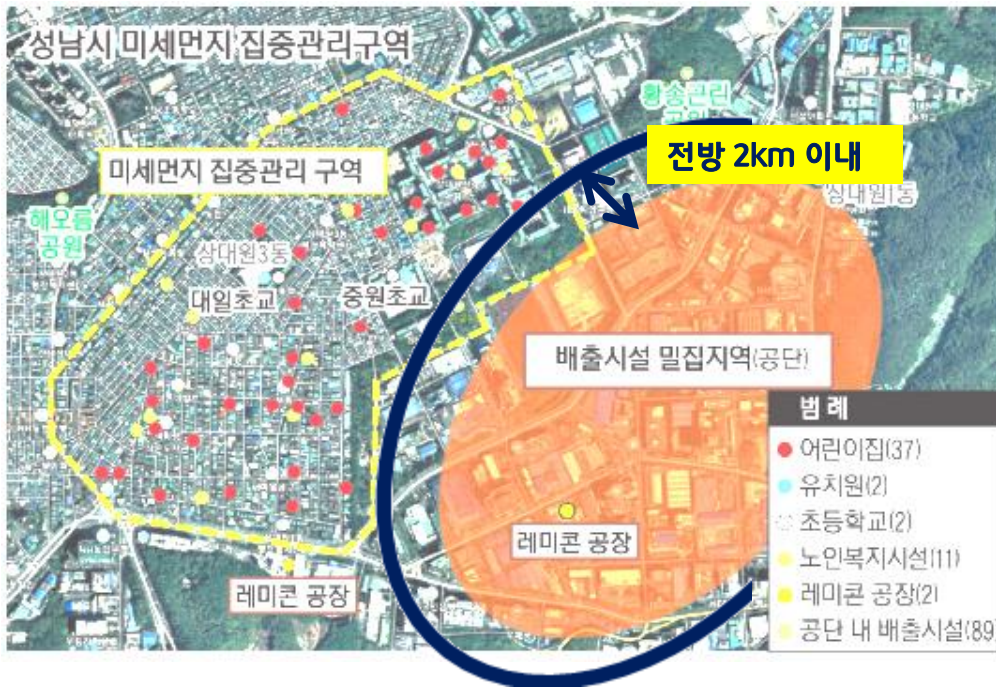 성남시 미세먼지 집중관리구역
황송근린
공원
전방 2km 이내
미세먼지 집중관리 구역
상대원1동
해오름
공원
상대원3동
대일초교
중원초교
배출시설 밀집지역(공단)
범 례
어린이집(37)
유치원(2)
초등학교(2)
노인복지시설(11)
레미콘 공장(2)
공단 내 배출시설(89)
레미콘 공장
레미콘 공장